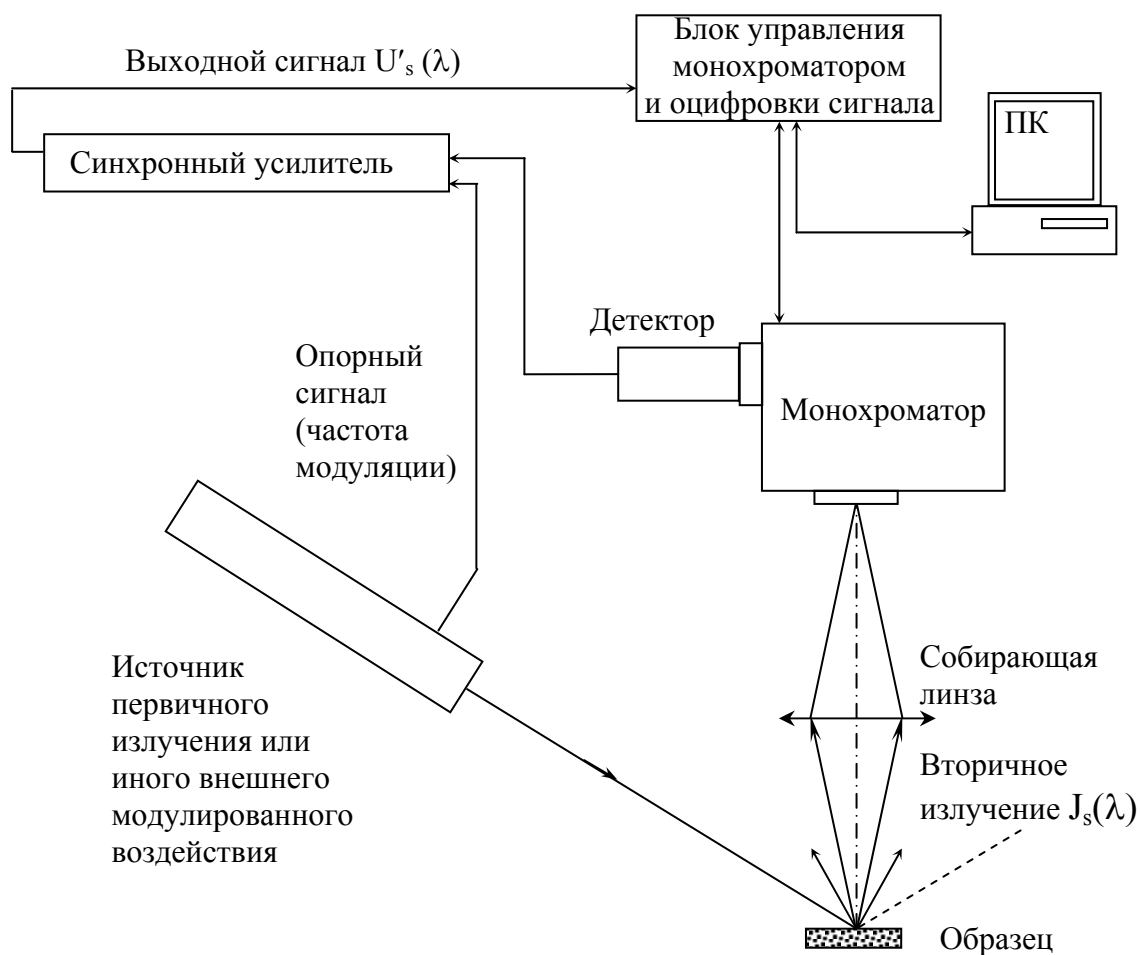 Блок управления
монохроматором
и оцифровки сигнала
Выходной сигнал U′s (λ)
ПК
Синхронный усилитель
Детектор
Опорный
сигнал
(частота
модуляции)
Монохроматор
Источник
первичного
излучения или
иного внешнего
модулированного
воздействия
Собирающая
линза
Вторичное
излучение Js(λ)
Образец